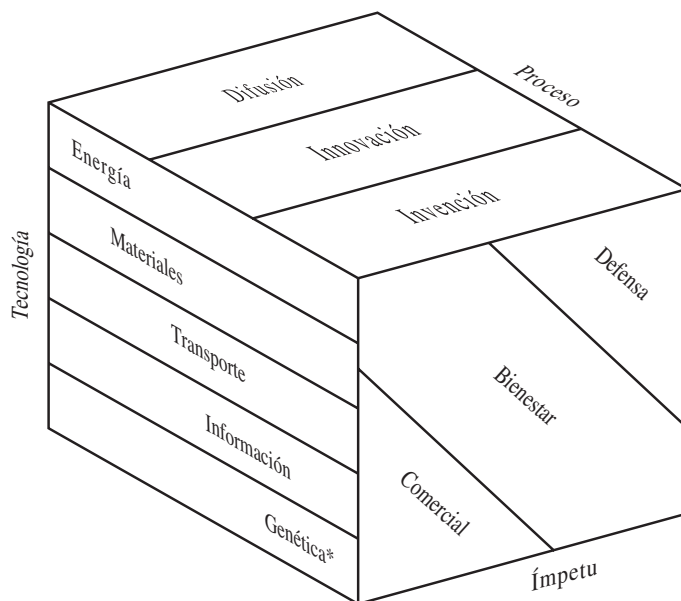 Difusión
Proceso
Innovación
Energía
Invención
Materiales
Defensa
Tecnología
Transporte
Bienestar
Información
Comercial
Genética*
Ímpetu